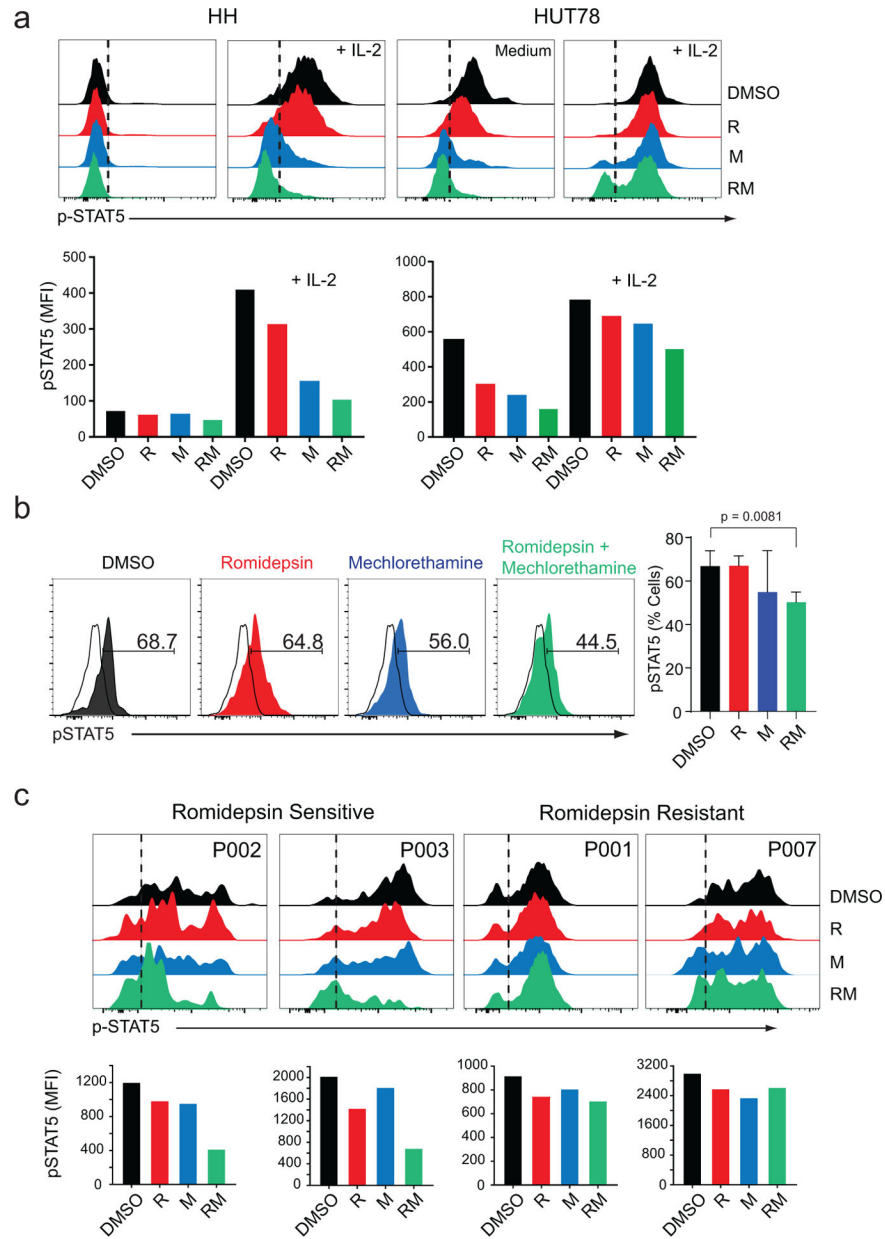 a
HH HUT78
+ IL-2 Medium + IL-2
DMSO
R
M
RM
p-STAT5
500
400
300
200
100
0
pSTAT5 (MFI)
+ IL-2
DMSO R M RM DMSO R M RM
1000
800
600
400
200
0
+ IL-2
DMSO R M RM DMSO R M RM
b
DMSO Romidepsin Mechlorethamine Romidepsin +
Mechlorethamine
68.7 64.8 56.0 44.5
pSTAT5
p = 0.0081
80
60
40
20
0
pSTAT5 (% Cells)
DMSO R M RM
c
Romidepsin Sensitive Romidepsin Resistant
P002 P003 P001 P007
DMSO
R
M
RM
p-STAT5
pSTAT5 (MFI)
1200
800
400
0
DMSO R M RM
2000
1600
1200
800
400
0
DMSO R M RM
1000
800
600
400
200
0
DMSO R M RM
3200
2400
1600
800
0
DMSO R M RM